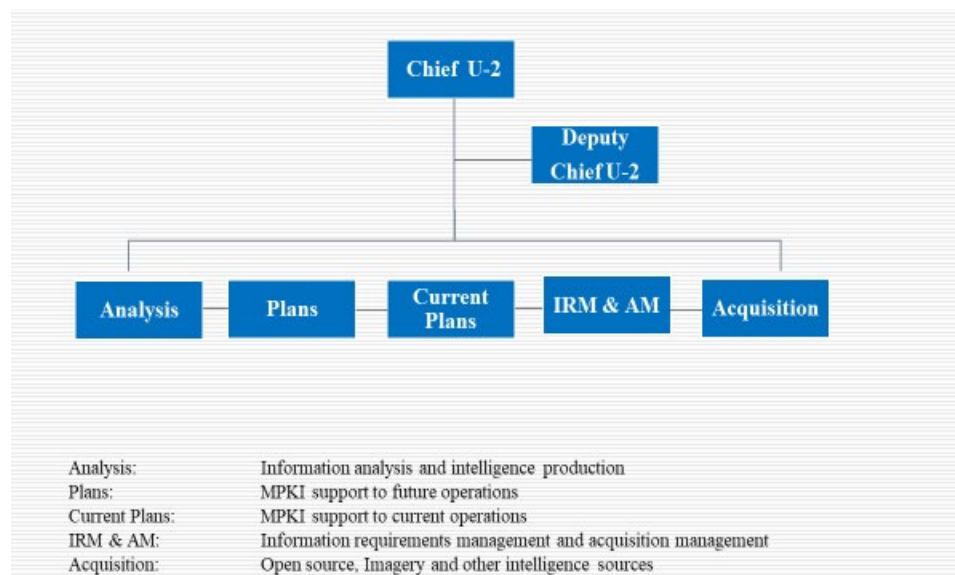 Chief U-2
Deputy
Chief U-2
Analysis
Plans
Current
Plans
IRM & AM
Acquisition
Analysis: Information analysis and intelligence production
Plans: MPKI support to future operations
Current Plans: MPKI support to current operations
IRM & AM: Information requirements management and acquisition management
Acquisition: Open source, Imagery and other intelligence sources